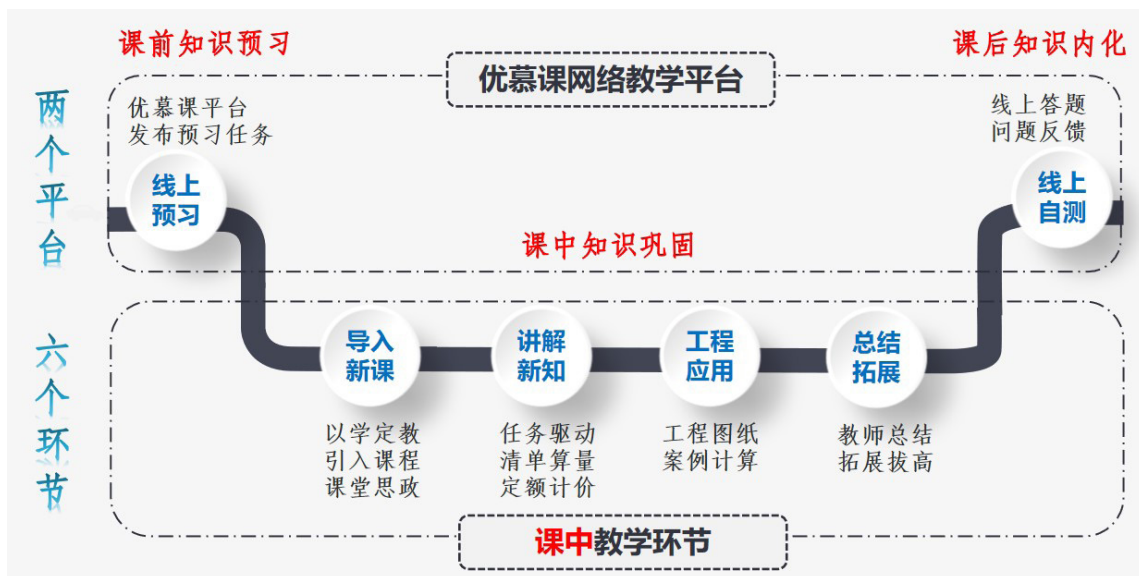 课前知识预习
课后知识内化
优慕课网络教学平台
两个平台
优慕课平台
发布预习任务
线上
预习
线上答题
问题反馈
线上
自测
课中知识巩固
六个环节
导入
新课
以学定教
引入课程
课堂思政
讲解
新知
任务驱动
清单算量
定额计价
工程
应用
工程图纸
案例计算
总结
拓展
教师总结
拓展拔高
课中教学环节